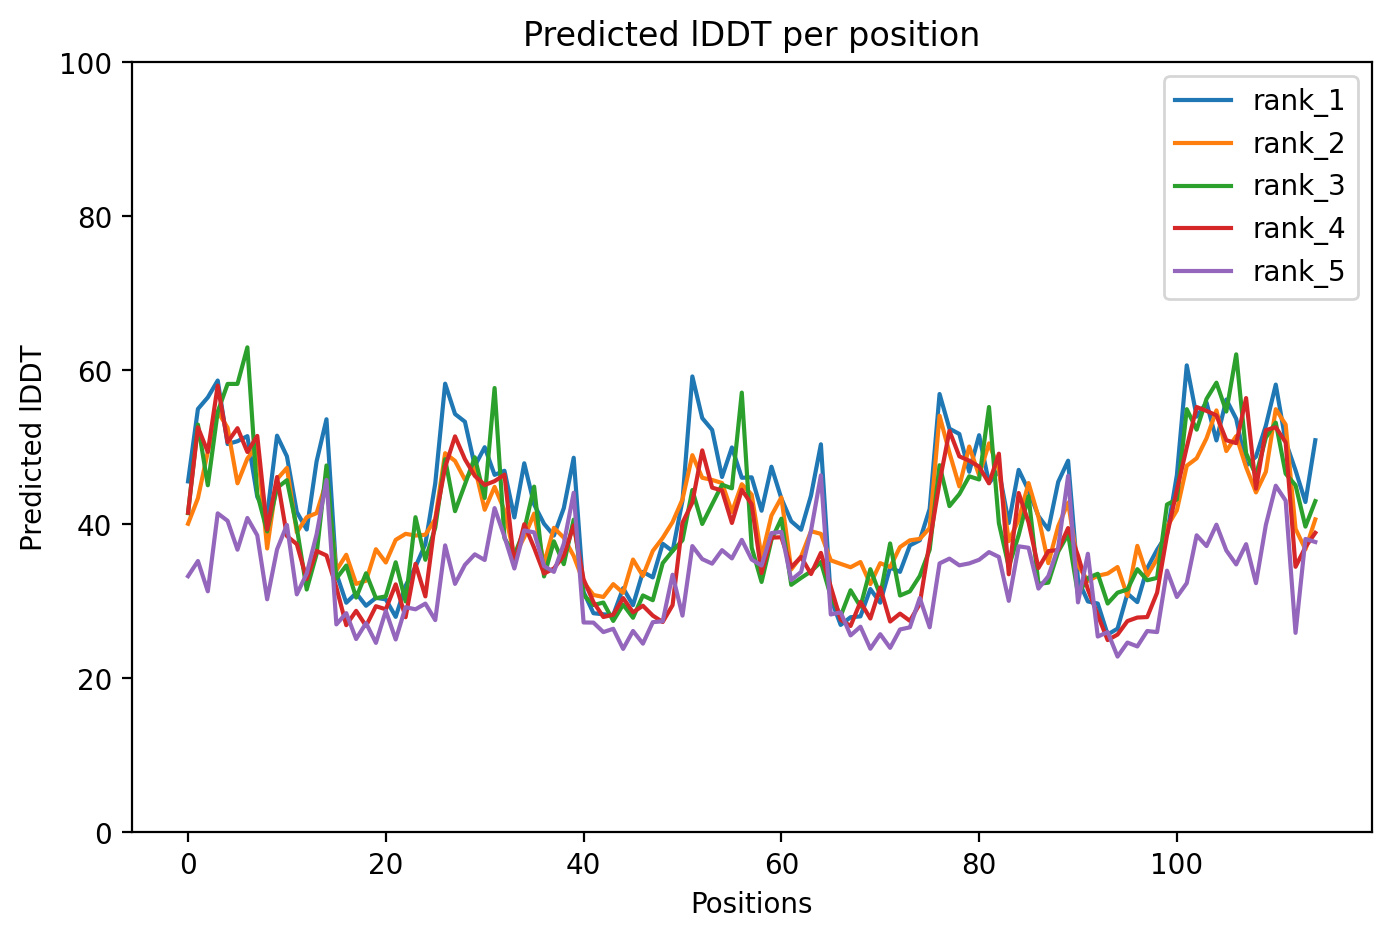 Predicted lDDT per position
100
80
60
40
20
0
Predicted lDDT
0 20 40 60 80 100
Positions
rank_1
rank_2
rank_3
rank_4
rank_5